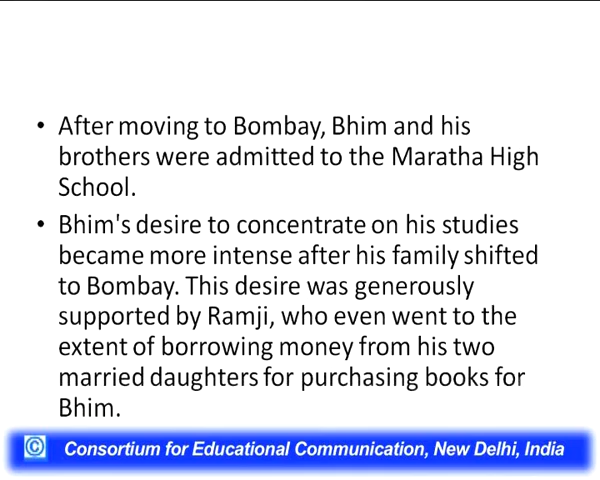 • After moving to Bombay, Bhim and his
brothers were admitted to the Maratha High
School.
• Bhim's desire to concentrate on his studies
became more intense after his family shifted
to Bombay. This desire was generously
supported by Ramji, who even went to the
extent of borrowing money from his two
married daughters for purchasing books for
Bhim.
© Consortium for Educational Communication, New Delhi, India